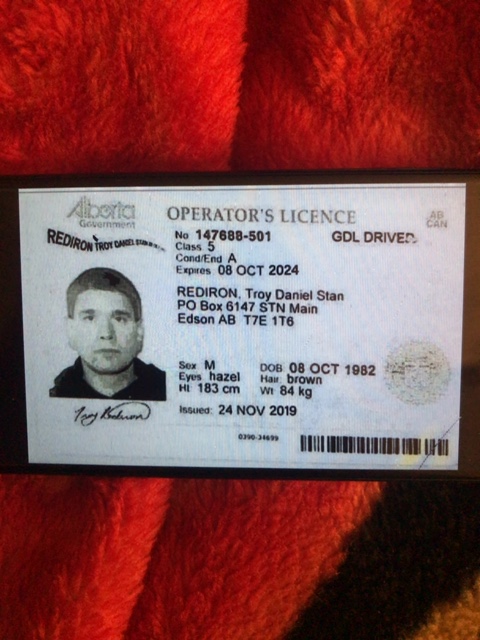 Alberta
Government
OPERATOR'S LICENCE
AB
CAN
REDIRON TROY DANIEL STAN
No 147688-501
GDL DRIVER
Class 5
Cond/End A
Expires 08 OCT 2024
REDIRON, Troy Daniel Stan
PO Box 6147 STN Main
Edson AB T7E 1T6
Sex M
DOB 08 OCT 1982
Eyes hazel
Hair brown
Ht 183 cm
Wt 84 kg
Troy Rediron
Issued: 24 NOV 2019
0390-34699